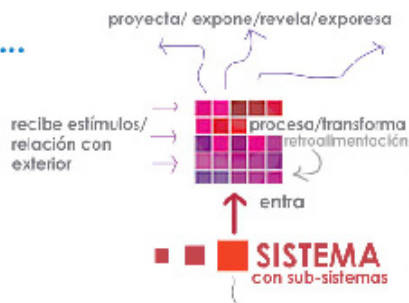 proyecta/ expone/revela/exporesa
...
recibe estímulos/
relación con
exterior
procesa/transforma
retroalimentación
entra
SISTEMA
con sub-sistemas